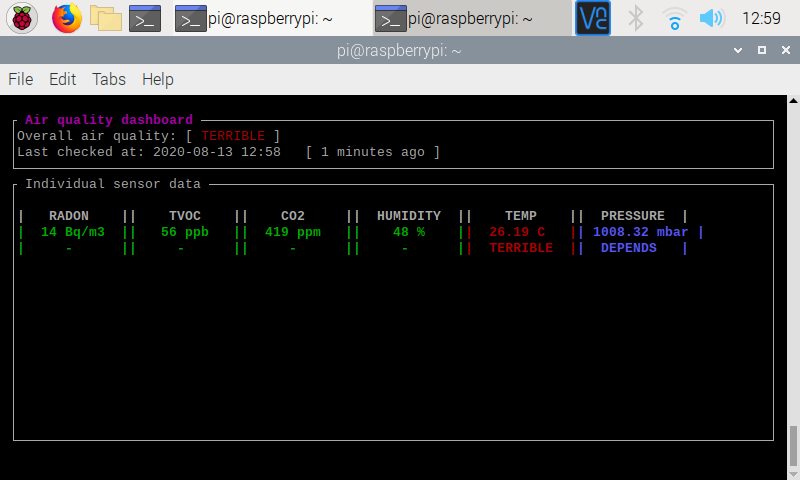 pi@raspberrypi: ~ pi@raspberrypi: ~ 12:59
pi@raspberrypi: ~
File Edit Tabs Help
Air quality dashboard
Overall air quality: [ TERRIBLE ]
Last checked at: 2020-08-13 12:58 [ 1 minutes ago ]
Individual sensor data
| RADON || TVOC || CO2 || HUMIDITY || TEMP || PRESSURE |
| 14 Bq/m3 || 56 ppb || 419 ppm || 48 % || 26.19 C || 1008.32 mbar |
| - || - || - || - || TERRIBLE || DEPENDS |